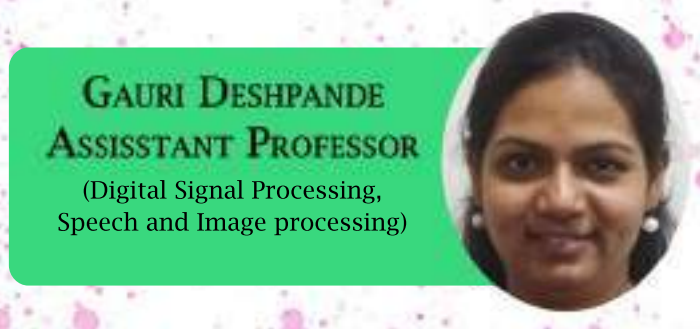 GAURI DESHPANDE
ASSISSTANT PROFESSOR
(Digital Signal Processing,
Speech and Image processing)